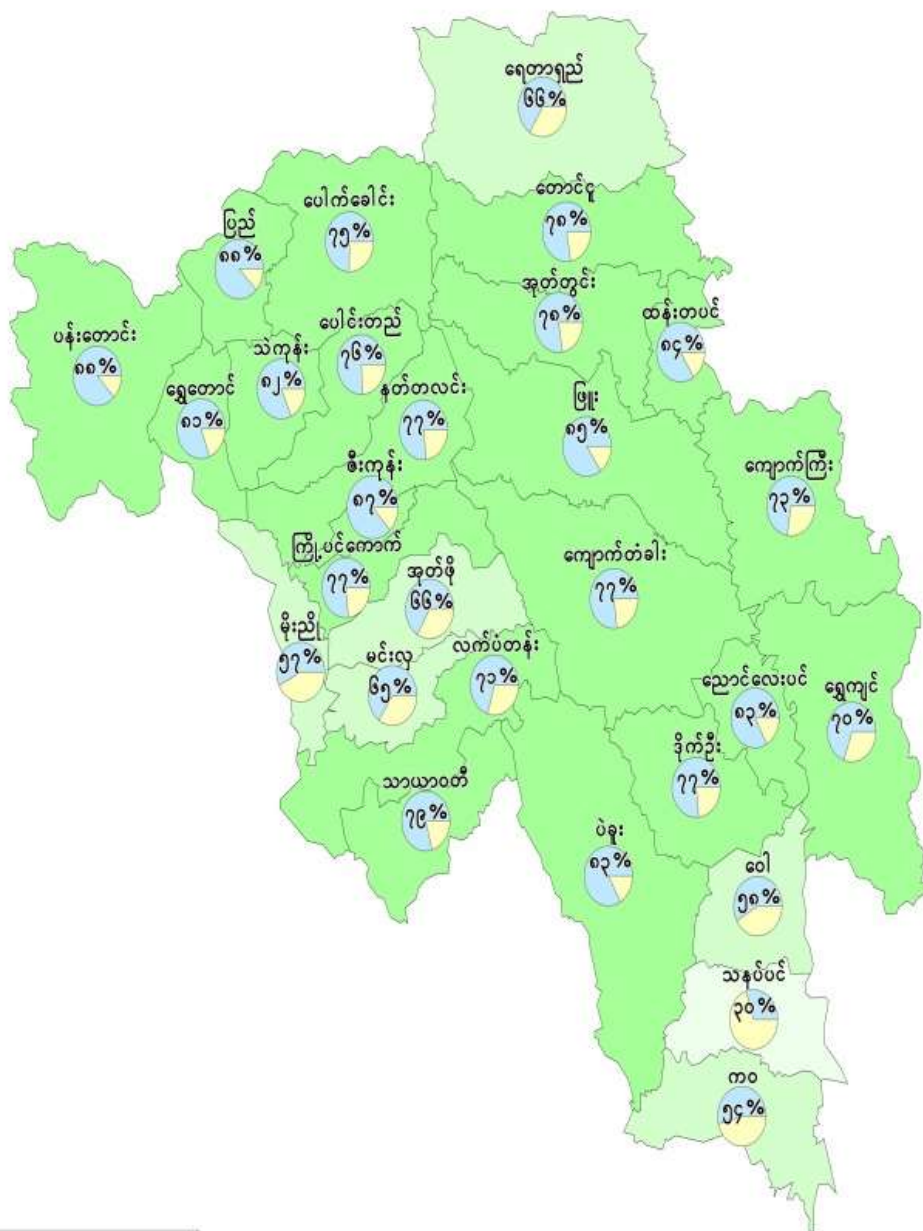 ရေတာရှည်
၆၆%
တောင်ငူ
၇၈%
ပေါက်ခေါင်း
၇၅%
ပြည်
၈၈%
အုတ်တွင်း
၇၈%
ထန်းတပင်
၈၄%
ပန်းတောင်း
၈၈%
ပေါင်းတည်
၇၆%
သဲကုန်း
၈၂%
ရွှေတောင်
၈၁%
နတ်တလင်း
၇၇%
ဖြူး
၈၅%
ကျောက်ကြီး
၇၃%
ဇီးကုန်း
၈၇%
ကြို့ပင်ကောက်
၇၇%
အုတ်ဖို
၆၆%
ကျောက်တံခါး
၇၇%
မိုးညို
၅၇%
မင်းလှ
၆၅%
လက်ပံတန်း
၇၁%
ညောင်လေးပင်
၈၃%
ရွှေကျင်
၇၀%
ဒိုက်ဦး
၇၇%
သာယာဝတီ
၇၉%
ပဲခူး
၈၃%
ဝေါ
၅၈%
သနပ်ပင်
၃၀%
ကဝ
၅၄%